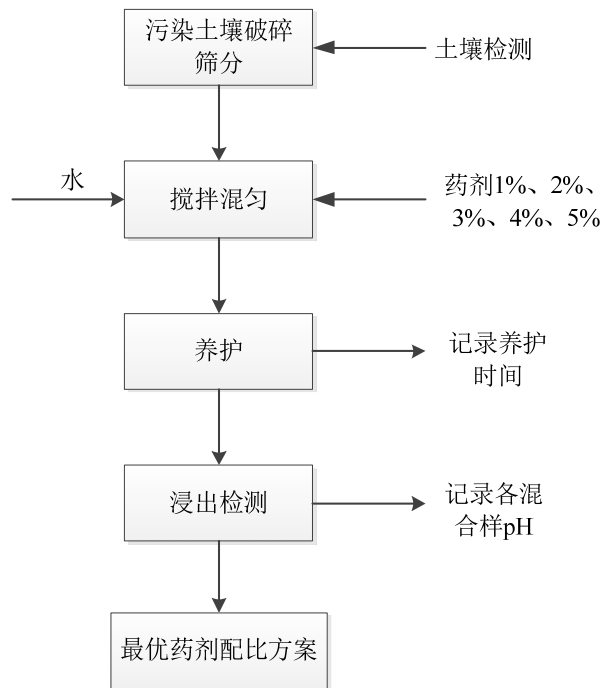 污染土壤破碎
筛分
土壤检测
水
搅拌混匀
药剂1%、2%、
3%、4%、5%
养护
记录养护
时间
浸出检测
记录各混
合样pH
最优药剂配比方案